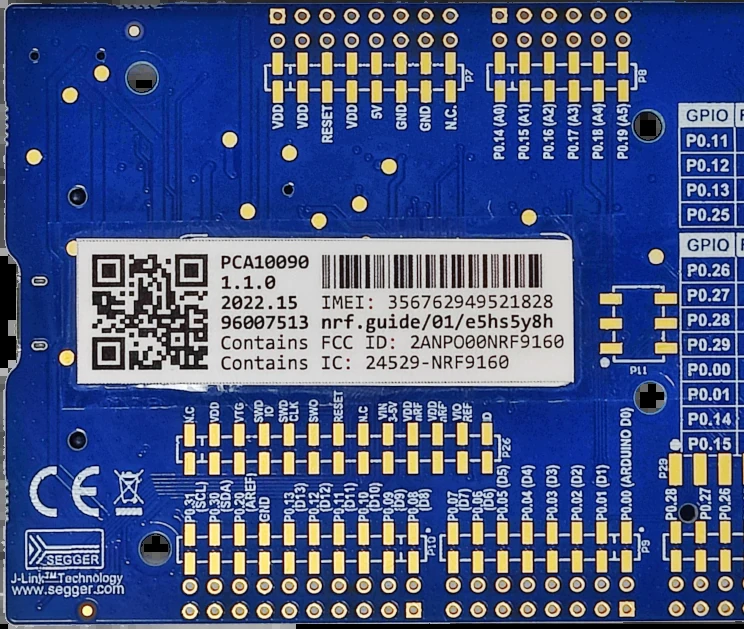 P7
P8
VDD VDD RESET VDD 5V GND GND N.C.
P0.14 (A0) P0.15 (A1) P0.16 (A2) P0.17 (A3) P0.18 (A4) P0.19 (A5)
GPIO
P0.11
P0.12
P0.13
P0.25
GPIO
P0.26
P0.27
P0.28
P0.29
P0.00
P0.01
P0.14
P0.15
PCA10090
1.1.0
2022.15 IMEI: 356762949521828
96007513 nrf.guide/01/e5hs5y8h
Contains FCC ID: 2ANPO00NRF9160
Contains IC: 24529-NRF9160
P11
N.C VDD VTG SWD IO SWD CLK SWO RESET N.C VIN 3-5V VDD nRF VDD nRF VIO REF
P26
P29
P0.28 P0.27 P0.26
CE
P0.31 (SCL) P0.30 (SDA) (AREF) GND P0.13 (D13) P0.12 (D12) P0.11 (D11) P0.10 (D10) P0.09 (D9) P0.08 (D8)
P10
P0.07 (D7) (D6) P0.05 (D5) P0.04 (D4) P0.03 (D3) P0.02 (D2) P0.01 (D1) P0.00 (ARDUINO D0)
P9
SEGGER
J-Link™ Technology
www.segger.com